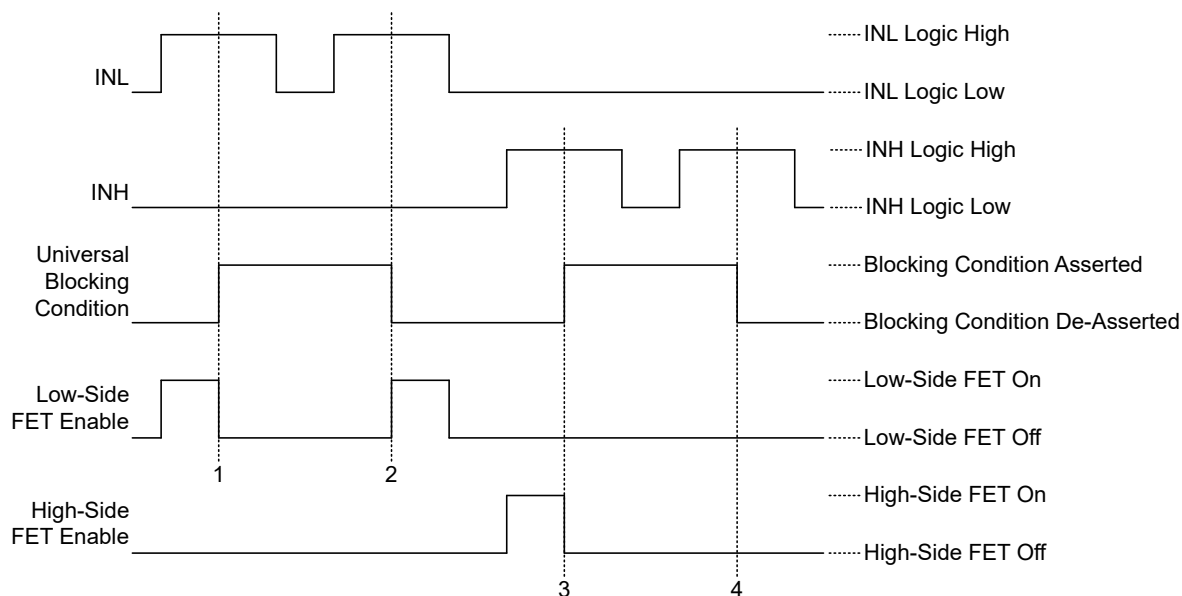 INL
INL Logic High
INL Logic Low
INH
INH Logic High
INH Logic Low
Universal
Blocking
Condition
Blocking Condition Asserted
Blocking Condition De-Asserted
Low-Side
FET Enable
Low-Side FET On
Low-Side FET Off
1
2
High-Side
FET Enable
High-Side FET On
High-Side FET Off
3
4